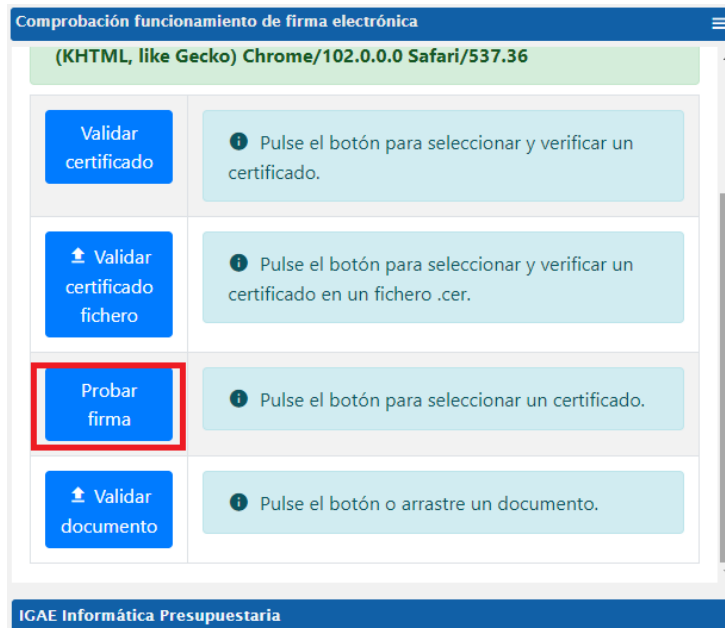 Comprobación funcionamiento de firma electrónica
(KHTML, like Gecko) Chrome/102.0.0.0 Safari/537.36
Validar
certificado
Pulse el botón para seleccionar y verificar un
certificado.
Validar
certificado
fichero
Pulse el botón para seleccionar y verificar un
certificado en un fichero .cer.
Probar
firma
Pulse el botón para seleccionar un certificado.
Validar
documento
Pulse el botón o arrastre un documento.
IGAE Informática Presupuestaria